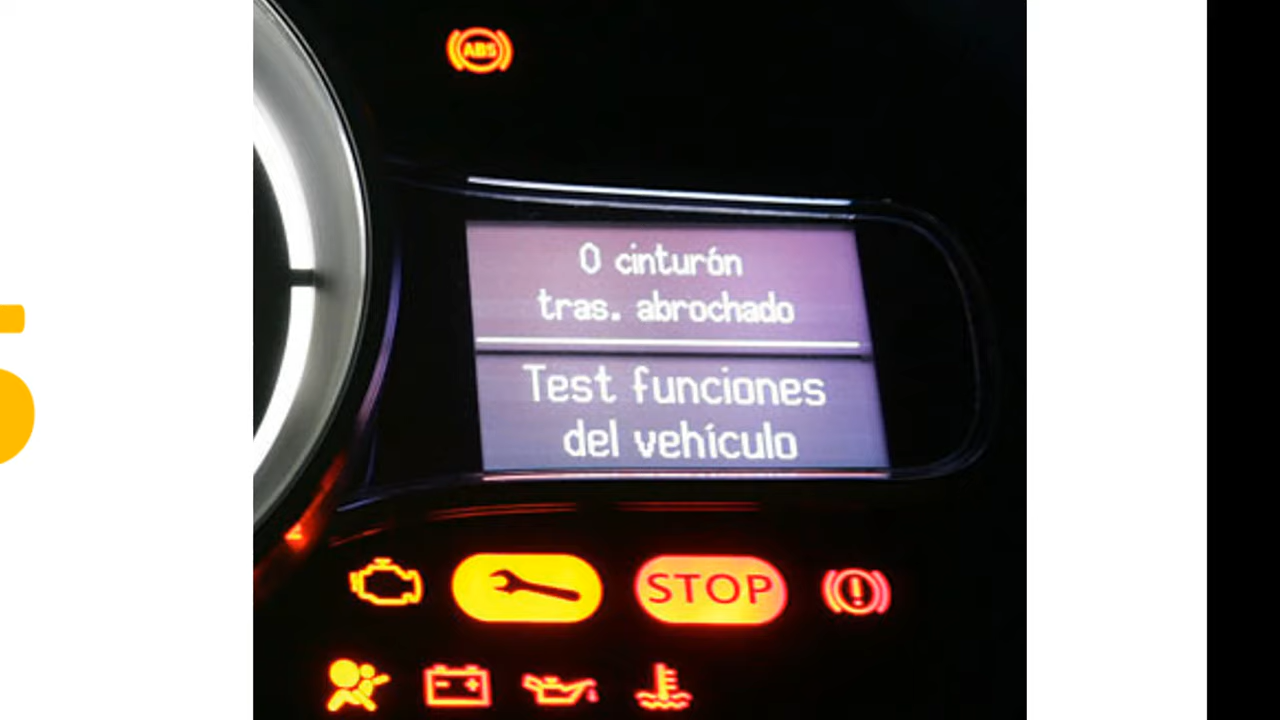 ABS
0 cinturón
tras. abrochado
Test funciones
del vehículo
STOP